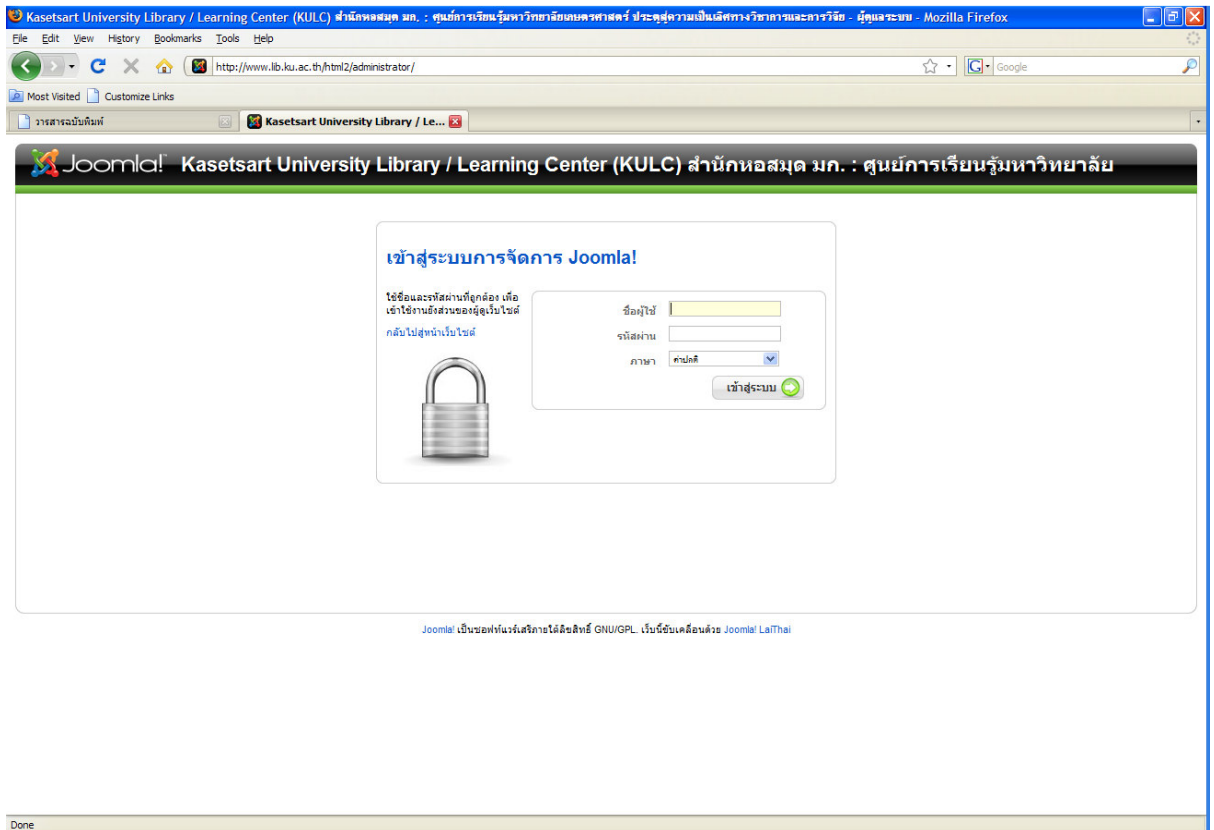 Kasetsart University Library / Learning Center (KULC) สำนักหอสมุด มก. : ศูนย์การเรียนรู้มหาวิทยาลัยเกษตรศาสตร์ ประตูสู่ความเป็นเลิศทางวิชาการและการวิจัย - ผู้ดูแลระบบ - Mozilla Firefox
File Edit View History Bookmarks Tools Help
http://www.lib.ku.ac.th/html2/administrator/
G Google
Most Visited Customize Links
วารสารฉบับพิมพ์ Kasetsart University Library / Le...
Joomla! Kasetsart University Library / Learning Center (KULC) สำนักหอสมุด มก. : ศูนย์การเรียนรู้มหาวิทยาลัย
เข้าสู่ระบบการจัดการ Joomla!
ใช้ชื่อและรหัสผ่านที่ถูกต้อง เพื่อ
เข้าใช้งานยังส่วนของผู้ดูเว็บไซต์
กลับไปสู่หน้าเว็บไซต์
ชื่อผู้ใช้
รหัสผ่าน
ภาษา ค่าปกติ
เข้าสู่ระบบ
Joomla! เป็นซอฟท์แวร์เสริภายใต้ลิขสิทธิ์ GNU/GPL. เว็บนี้ขับเคลื่อนด้วย Joomla! LaiThai
Done